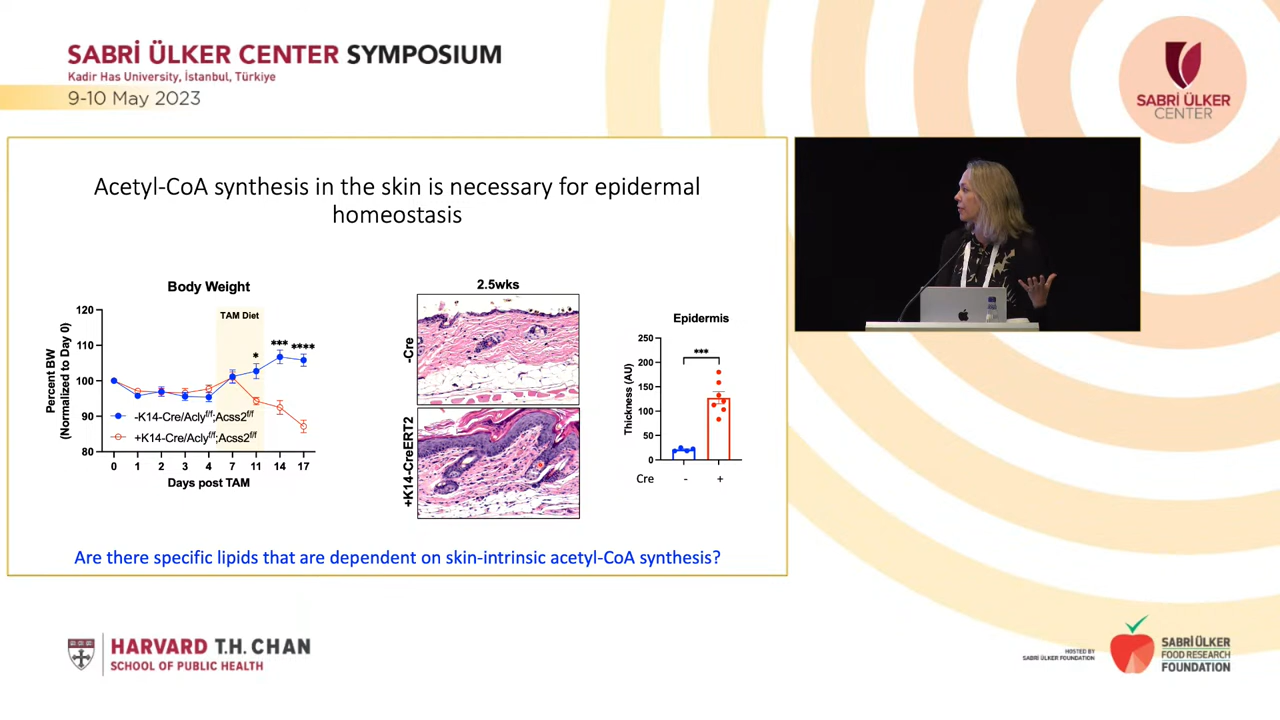 SABRİ ÜLKER CENTER SYMPOSIUM
Kadir Has University, İstanbul, Türkiye
9-10 May 2023
SABRİ ÜLKER
CENTER
Acetyl-CoA synthesis in the skin is necessary for epidermal
homeostasis
Body Weight
TAM Diet
Percent BW
(Normalized to Day 0)
120
110
100
90
80
* *** ****
-K14-Cre/Aclyf/f;Acss2f/f
+K14-Cre/Aclyf/f;Acss2f/f
0 1 2 3 4 7 11 14 17
Days post TAM
2.5wks
-Cre
+K14-CreERT2
Epidermis
***
Thickness (AU)
250
200
150
100
50
0
Cre - +
Are there specific lipids that are dependent on skin-intrinsic acetyl-CoA synthesis?
HARVARD T.H. CHAN
SCHOOL OF PUBLIC HEALTH
HOSTED BY
SABRI ÜLKER FOUNDATION
SABRİ ÜLKER
FOOD RESEARCH
FOUNDATION